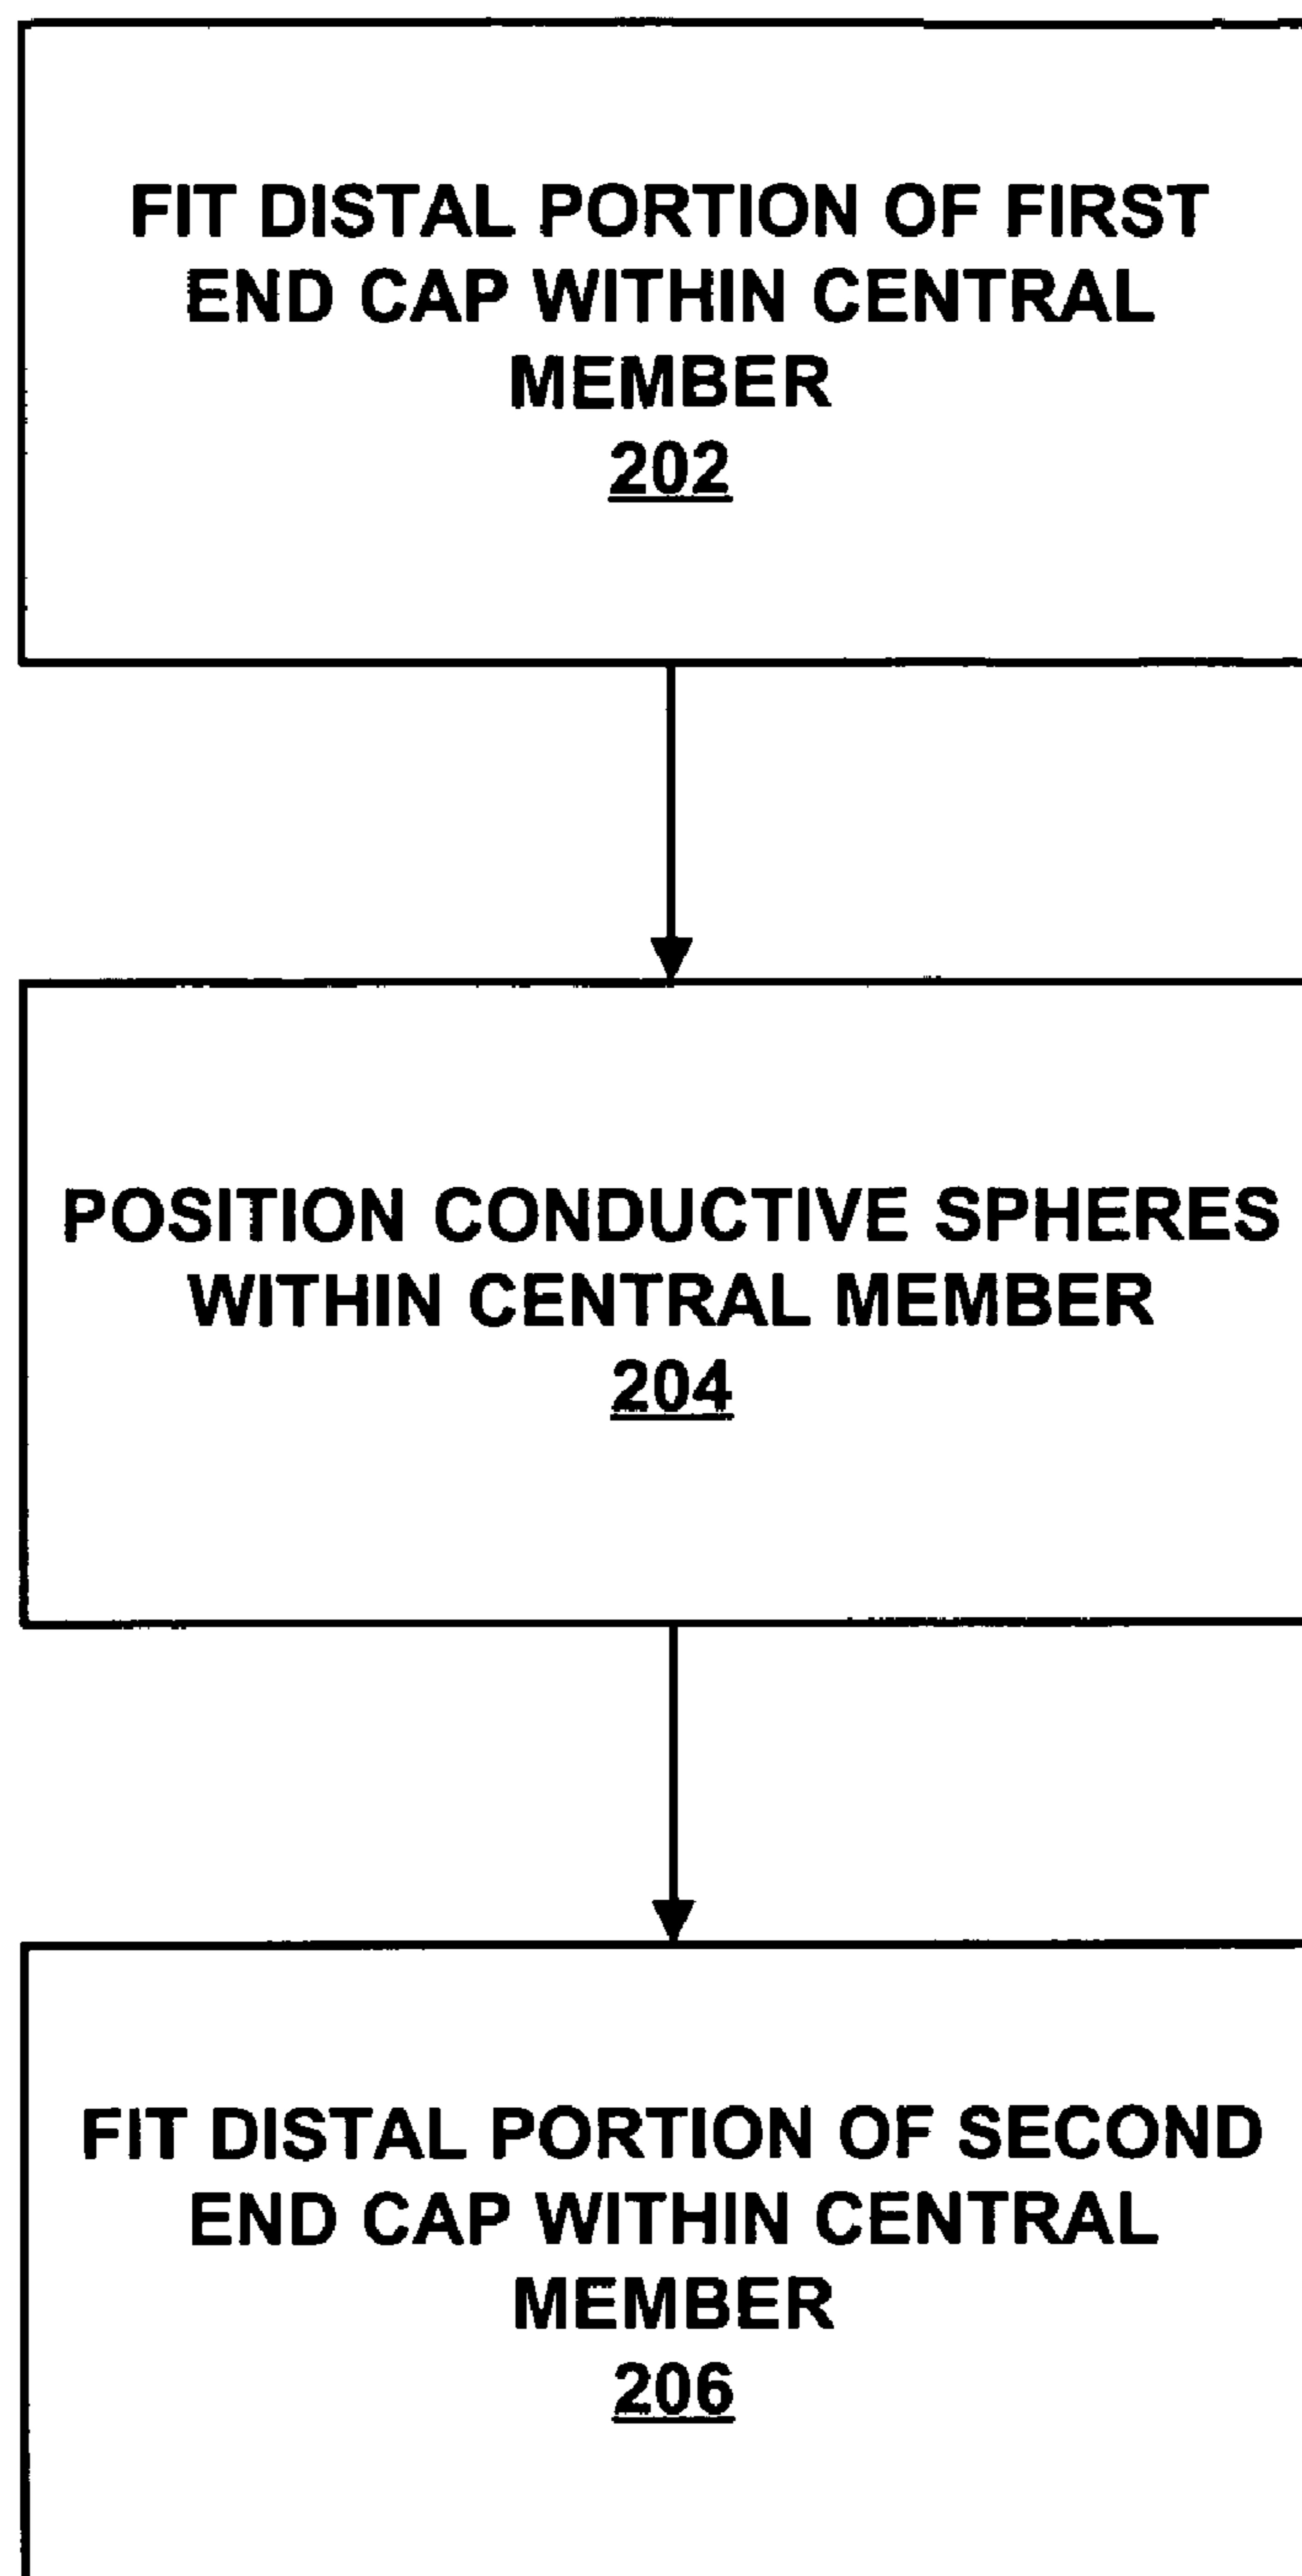 FIT DISTAL PORTION OF FIRST
END CAP WITHIN CENTRAL
MEMBER
202
POSITION CONDUCTIVE SPHERES
WITHIN CENTRAL MEMBER
204
FIT DISTAL PORTION OF SECOND
END CAP WITHIN CENTRAL
MEMBER
206